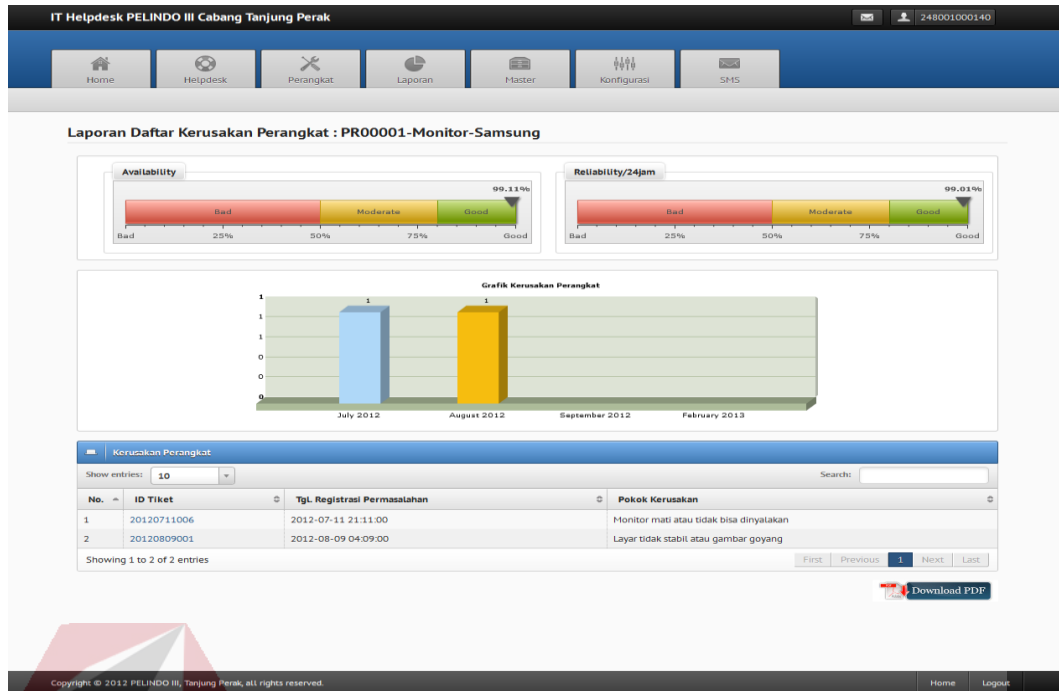 IT Helpdesk PELINDO III Cabang Tanjung Perak 248001000140
Home Helpdesk Perangkat Laporan Master Konfigurasi SMS
Laporan Daftar Kerusakan Perangkat : PR00001-Monitor-Samsung
Availability
99.11%
Bad Moderate Good
Bad 25% 50% 75% Good
Reliability/24jam
99.01%
Bad Moderate Good
Bad 25% 50% 75% Good
Grafik Kerusakan Perangkat
1
1
1
0
0
0
1 1
July 2012 August 2012 September 2012 February 2013
Kerusakan Perangkat
Show entries: 10 Search:
No. ID Tiket Tgl. Registrasi Permasalahan Pokok Kerusakan
1 20120711006 2012-07-11 21:11:00 Monitor mati atau tidak bisa dinyalakan
2 20120809001 2012-08-09 04:09:00 Layar tidak stabil atau gambar goyang
Showing 1 to 2 of 2 entries First Previous 1 Next Last
Download PDF
Copyright © 2012 PELINDO III, Tanjung Perak, all rights reserved. Home Logout